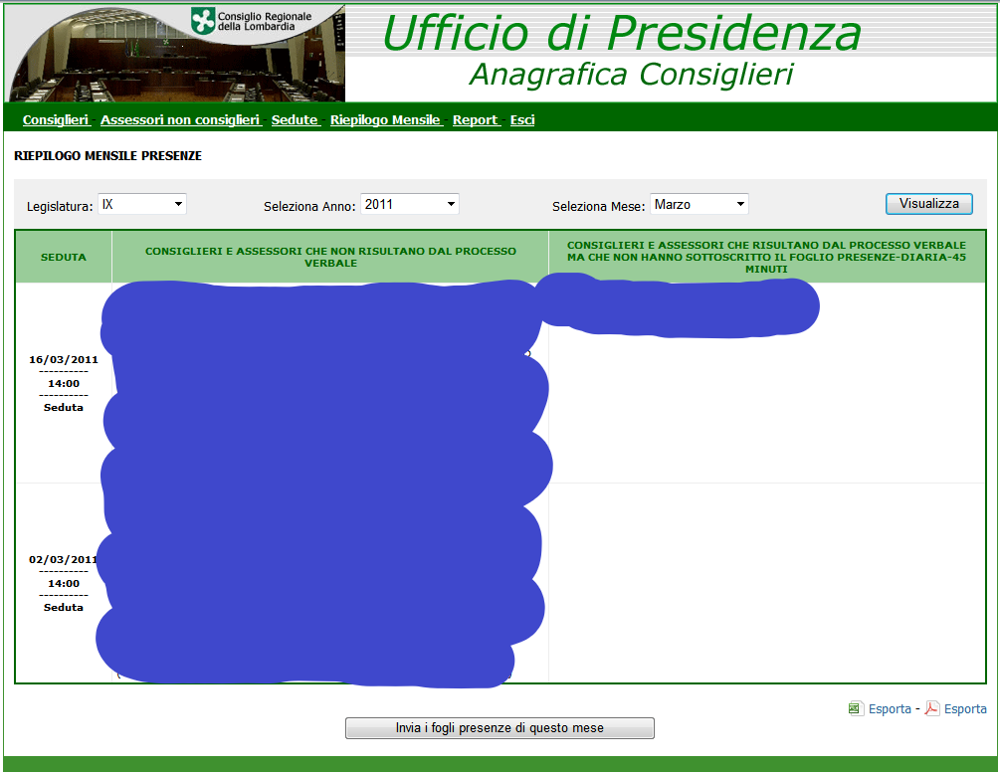 Consiglio Regionale
della Lombardia
Ufficio di Presidenza
Anagrafica Consiglieri
Consiglieri - Assessori non consiglieri - Sedute - Riepilogo Mensile - Report - Esci
RIEPILOGO MENSILE PRESENZE
Legislatura: IX Seleziona Anno: 2011 Seleziona Mese: Marzo Visualizza
SEDUTA
CONSIGLIERI E ASSESSORI CHE NON RISULTANO DAL PROCESSO
VERBALE
CONSIGLIERI E ASSESSORI CHE RISULTANO DAL PROCESSO VERBALE
MA CHE NON HANNO SOTTOSCRITTO IL FOGLIO PRESENZE-DIARIA-45
MINUTI
16/03/2011
----------
14:00
----------
Seduta
02/03/2011
----------
14:00
----------
Seduta
Esporta - Esporta
Invia i fogli presenze di questo mese